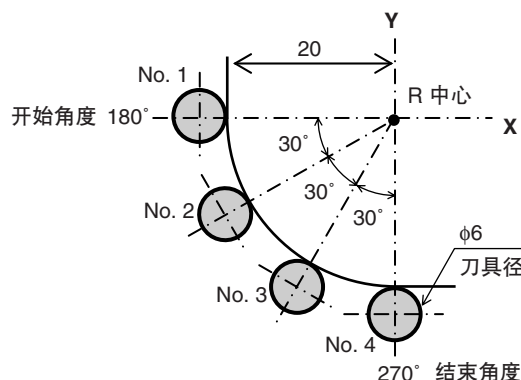 Y
20
No. 1
R 中心
开始角度 180°
X
30°
30°
30°
No. 2
φ6
刀具径
No. 3
No. 4
270° 结束角度